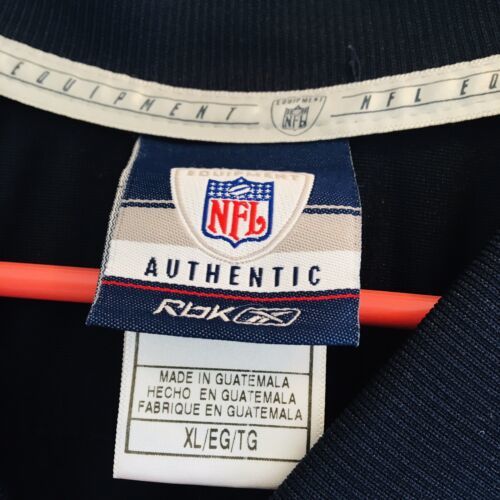 EQUIPMENT
EQUIPMENT
NFL
NFL EQ
EQUIPMENT
NFL
AUTHENTIC
RbK
MADE IN GUATEMALA
HECHO EN GUATEMALA
FABRIQUE EN GUATEMALA
XL/EG/TG